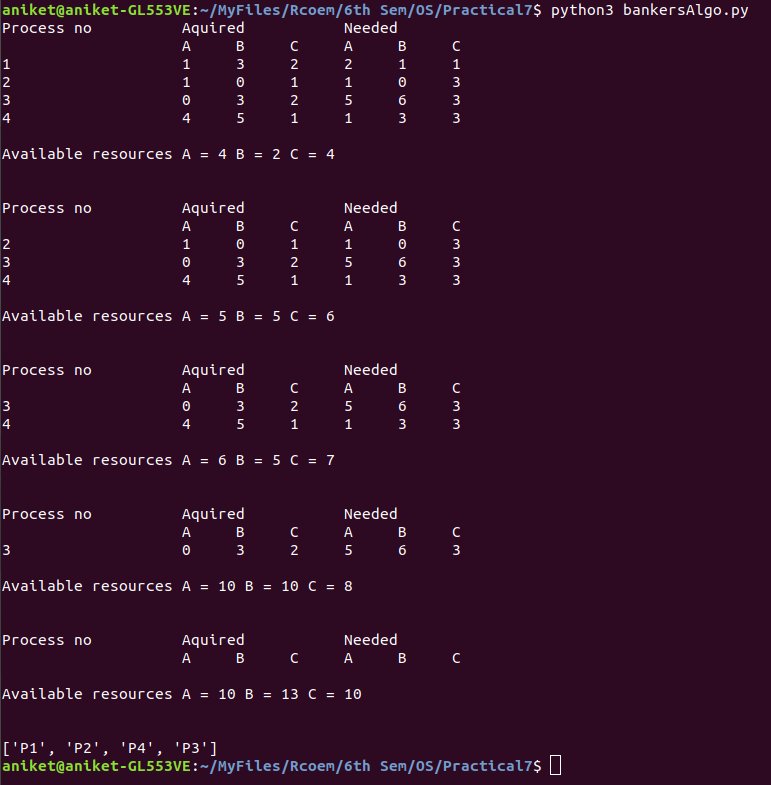 aniket@aniket-GL553VE:~/MyFiles/Rcoem/6th Sem/OS/Practical7$ python3 bankersAlgo.py
Process no Aquired Needed
A B C A B C
1 1 3 2 2 1 1
2 1 0 1 1 0 3
3 0 3 2 5 6 3
4 4 5 1 1 3 3
Available resources A = 4 B = 2 C = 4
Process no Aquired Needed
A B C A B C
2 1 0 1 1 0 3
3 0 3 2 5 6 3
4 4 5 1 1 3 3
Available resources A = 5 B = 5 C = 6
Process no Aquired Needed
A B C A B C
3 0 3 2 5 6 3
4 4 5 1 1 3 3
Available resources A = 6 B = 5 C = 7
Process no Aquired Needed
A B C A B C
3 0 3 2 5 6 3
Available resources A = 10 B = 10 C = 8
Process no Aquired Needed
A B C A B C
Available resources A = 10 B = 13 C = 10
['P1', 'P2', 'P4', 'P3']
aniket@aniket-GL553VE:~/MyFiles/Rcoem/6th Sem/OS/Practical7$